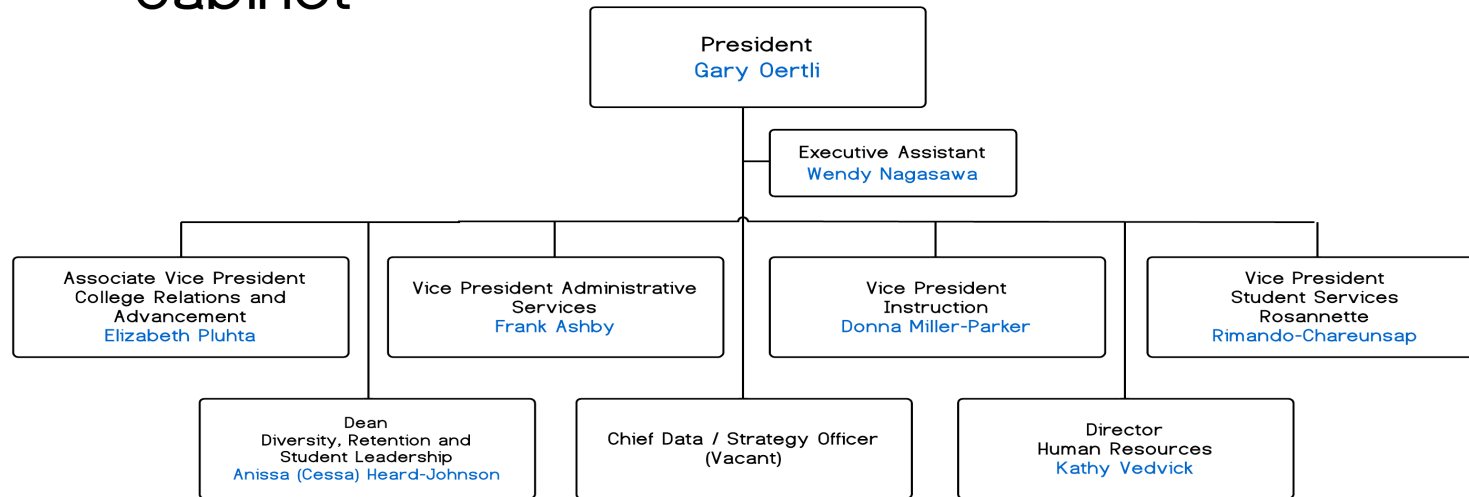 cabinet
President
Gary Oertli
Executive Assistant
Wendy Nagasawa
Associate Vice President
College Relations and
Advancement
Elizabeth Pluhta
Vice President Administrative
Services
Frank Ashby
Vice President
Instruction
Donna Miller-Parker
Vice President
Student Services
Rosannette
Rimando-Chareunsap
Dean
Diversity, Retention and
Student Leadership
Anissa (Cessa) Heard-Johnson
Chief Data / Strategy Officer
(Vacant)
Director
Human Resources
Kathy Vedvick